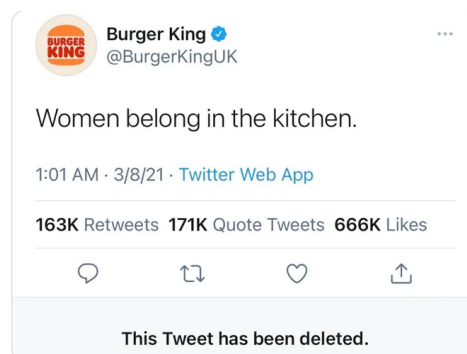 BURGER
KING
Burger King
@BurgerKingUK
Women belong in the kitchen.
1:01 AM · 3/8/21 · Twitter Web App
163K Retweets 171K Quote Tweets 666K Likes
This Tweet has been deleted.